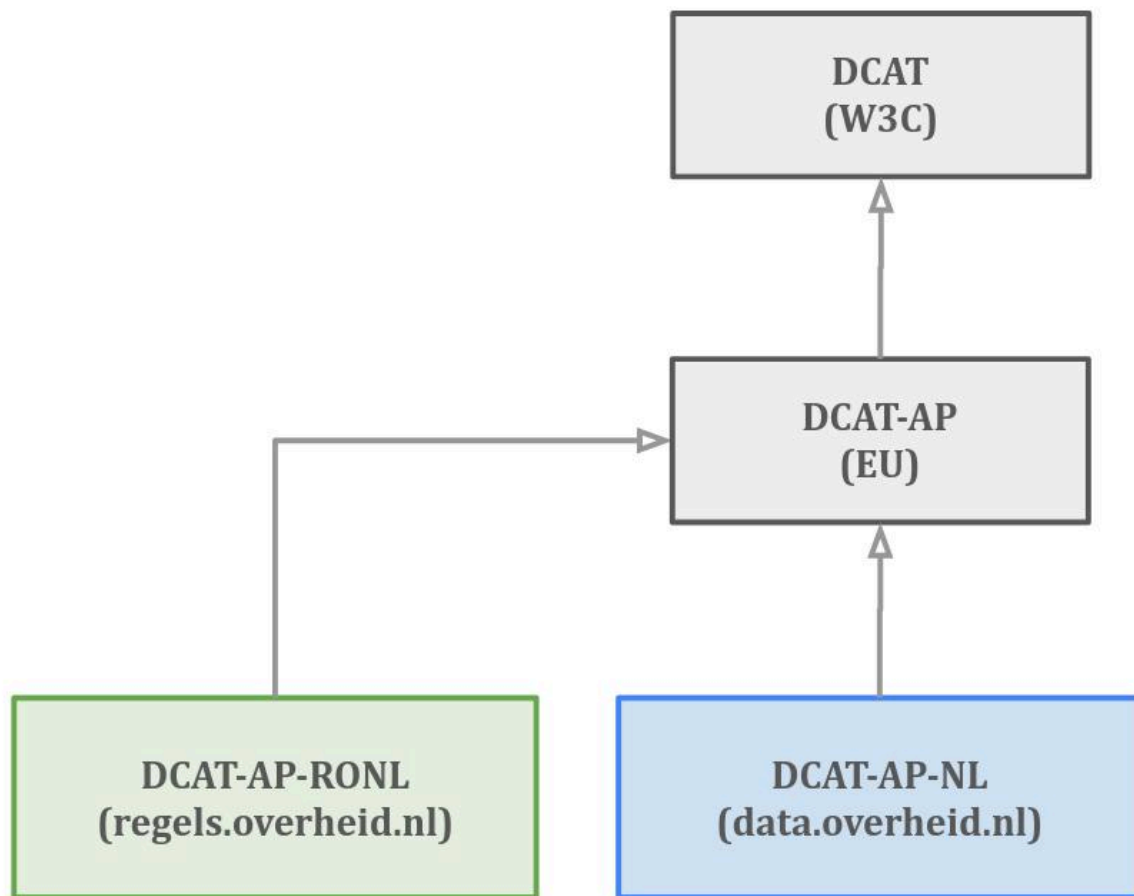 DCAT
(W3C)
DCAT-AP
(EU)
DCAT-AP-RONL
(regels.overheid.nl)
DCAT-AP-NL
(data.overheid.nl)